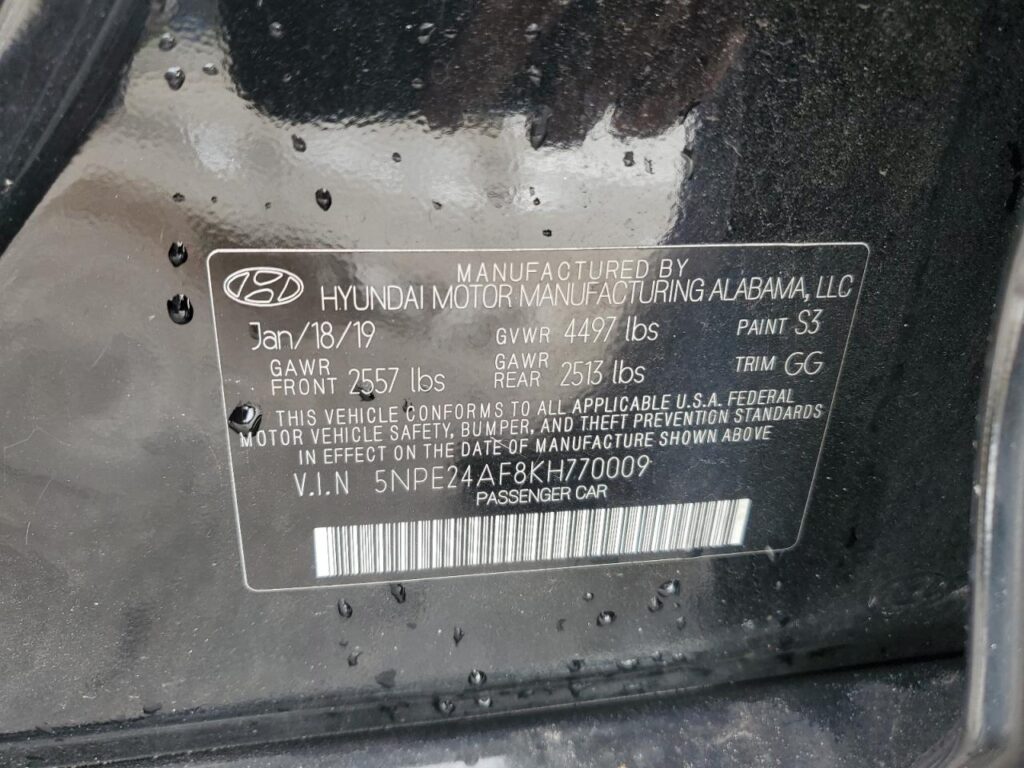 MANUFACTURED BY
HYUNDAI MOTOR MANUFACTURING ALABAMA, LLC
Jan/18/19 GVWR 4497 lbs PAINT S3
GAWR FRONT 2557 lbs GAWR REAR 2513 lbs TRIM GG
THIS VEHICLE CONFORMS TO ALL APPLICABLE U.S.A. FEDERAL
MOTOR VEHICLE SAFETY, BUMPER, AND THEFT PREVENTION STANDARDS
IN EFFECT ON THE DATE OF MANUFACTURE SHOWN ABOVE
V.I.N 5NPE24AF8KH770009
PASSENGER CAR